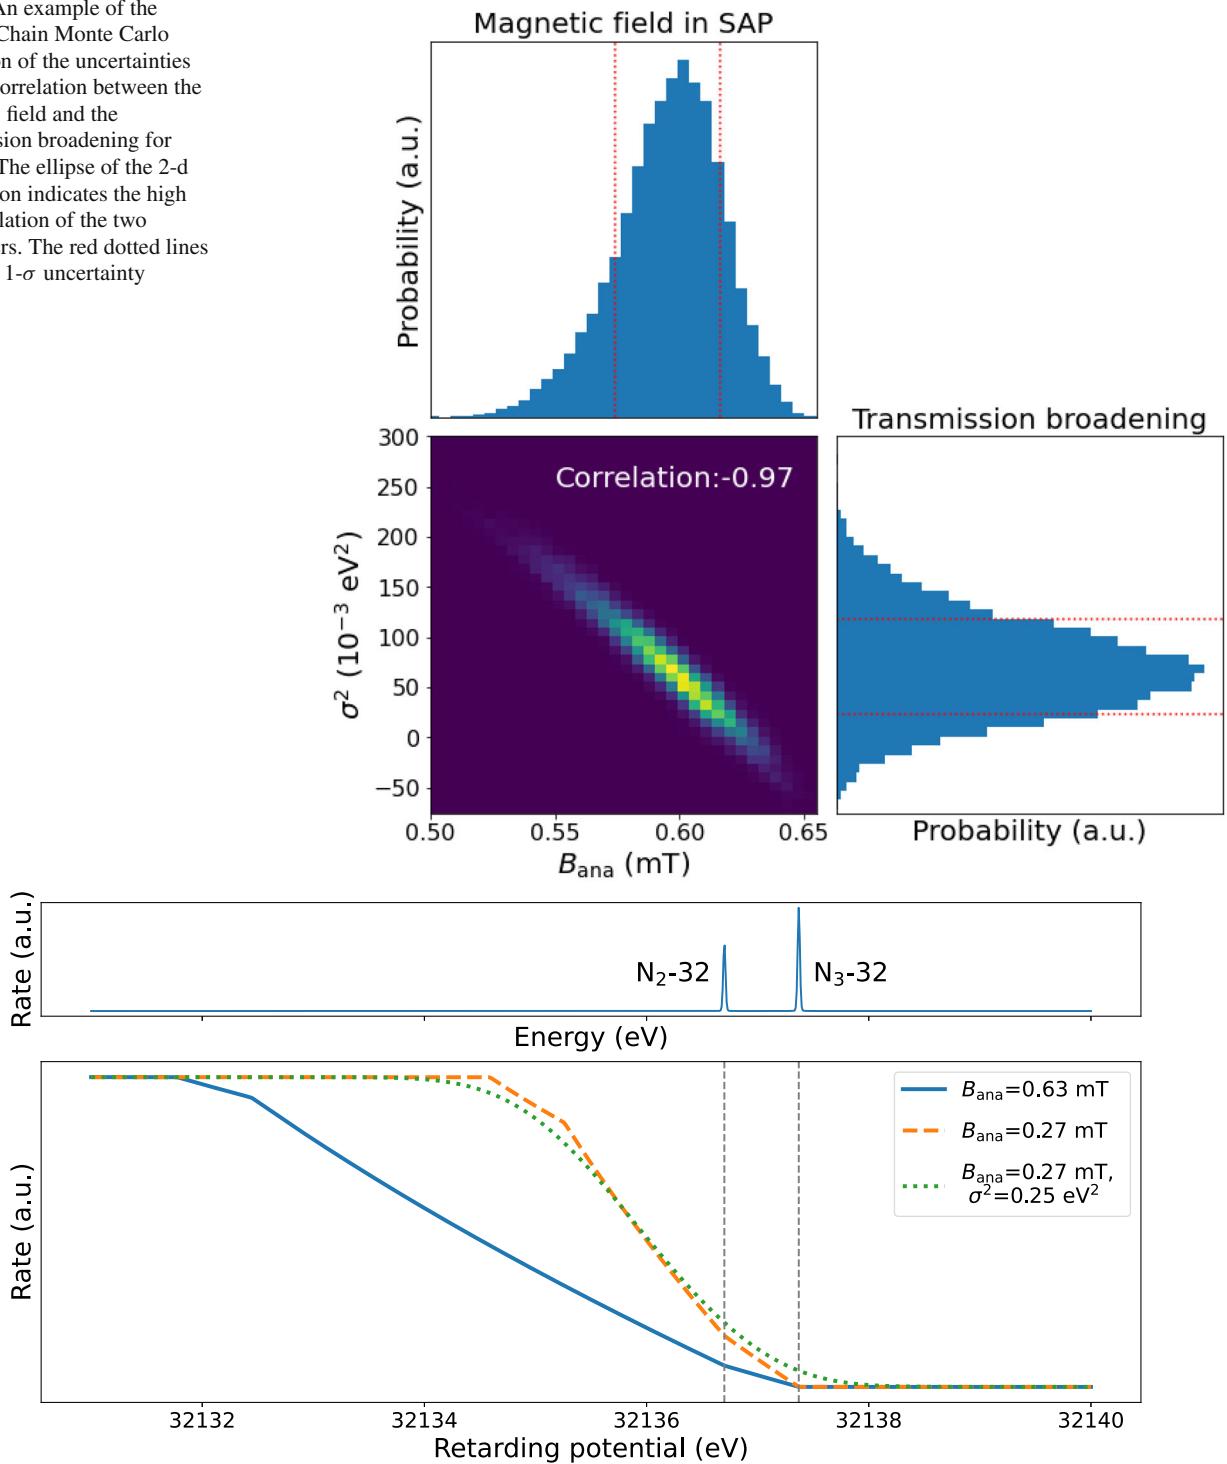 An example of the
Chain Monte Carlo
on of the uncertainties
orrelation between the
field and the
sion broadening for
The ellipse of the 2-d
on indicates the high
lation of the two
rs. The red dotted lines
1-σ uncertainty
Magnetic field in SAP
Probability (a.u.)
Transmission broadening
Correlation:-0.97
σ² (10⁻³ eV²)
300
250
200
150
100
50
0
−50
0.50 0.55 0.60 0.65
B_ana (mT)
Probability (a.u.)
Rate (a.u.)
N₂-32 N₃-32
Energy (eV)
Rate (a.u.)
B_ana=0.63 mT
B_ana=0.27 mT
B_ana=0.27 mT,
σ²=0.25 eV²
32132 32134 32136 32138 32140
Retarding potential (eV)